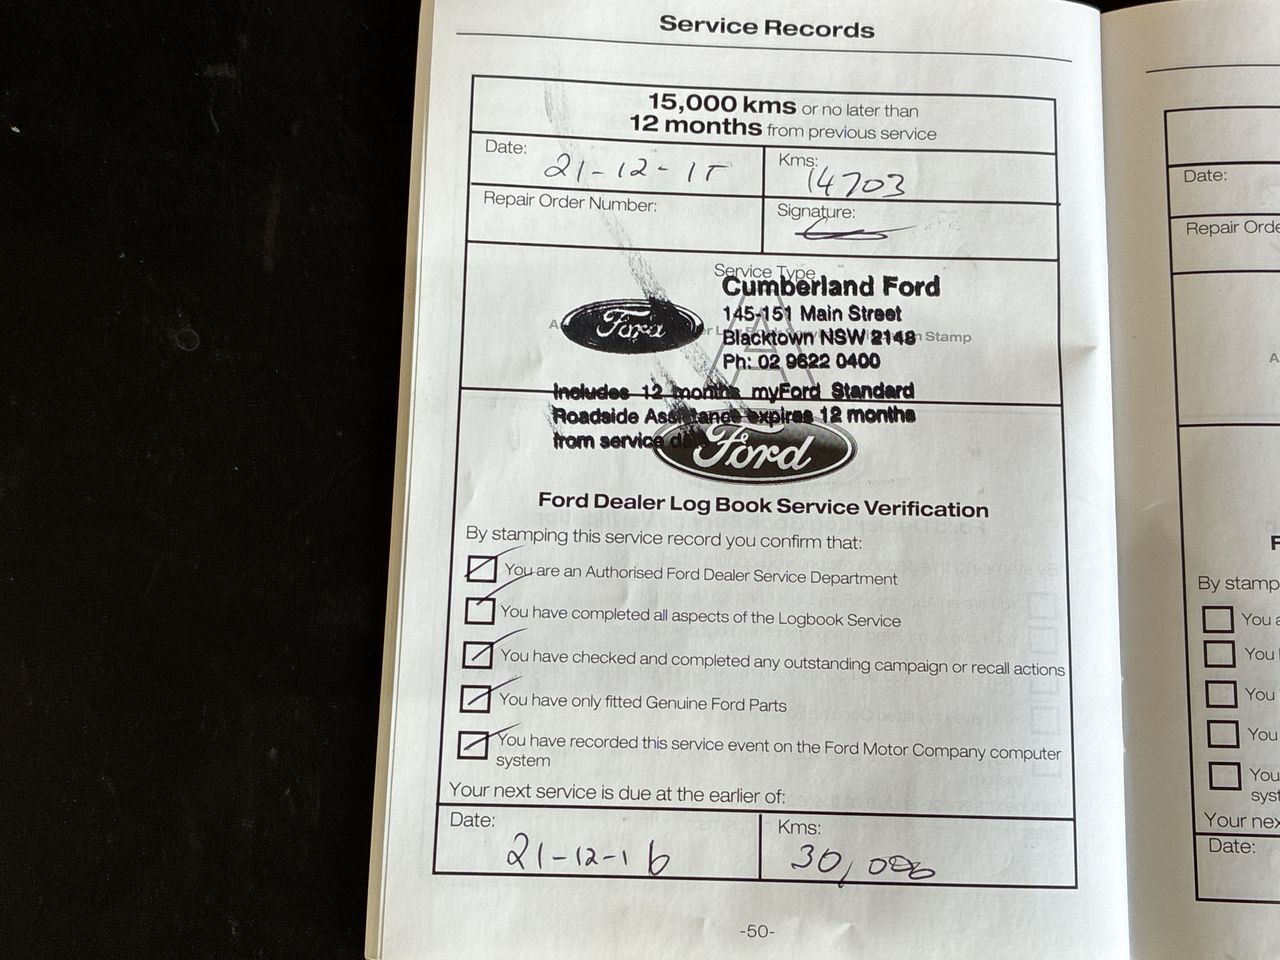 Service Records
15,000 kms or no later than
12 months from previous service
Date: 21-12-15
Kms: 14703
Repair Order Number:
Signature:
Service Type
A
Cumberland Ford
145-151 Main Street
Blacktown NSW 2148
Ph: 02 9622 0400
Ford
Stamp
Includes 12 months myFord Standard
Roadside Assistance expires 12 months
from service
Ford
Ford Dealer Log Book Service Verification
By stamping this service record you confirm that:
You are an Authorised Ford Dealer Service Department
You have completed all aspects of the Logbook Service
You have checked and completed any outstanding campaign or recall actions
You have only fitted Genuine Ford Parts
You have recorded this service event on the Ford Motor Company computer
system
Your next service is due at the earlier of:
Date: 21-12-16
Kms: 30,000
-50-
Date:
Repair Orde
By stamp
You a
You
You
You
You
syst
Your nex
Date: